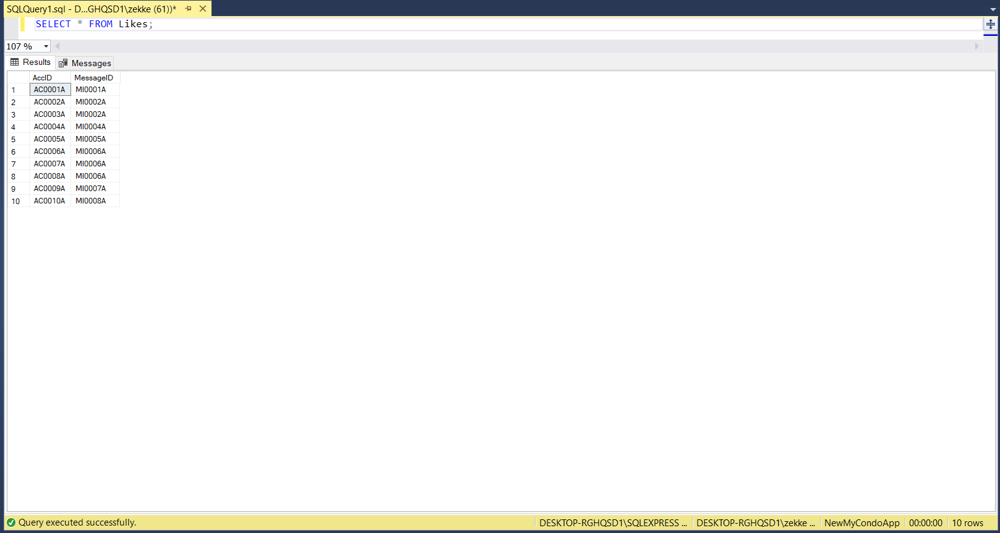 SQLQuery1.sql - D...GHQSD1\zekke (61))*
SELECT * FROM Likes;
107 %
Results Messages
AccID MessageID
1 AC0001A MI0001A
2 AC0002A MI0002A
3 AC0003A MI0002A
4 AC0004A MI0004A
5 AC0005A MI0005A
6 AC0006A MI0006A
7 AC0007A MI0006A
8 AC0008A MI0006A
9 AC0009A MI0007A
10 AC0010A MI0008A
Query executed successfully. DESKTOP-RGHQSD1\SQLEXPRESS ... DESKTOP-RGHQSD1\zekke ... NewMyCondoApp 00:00:00 10 rows